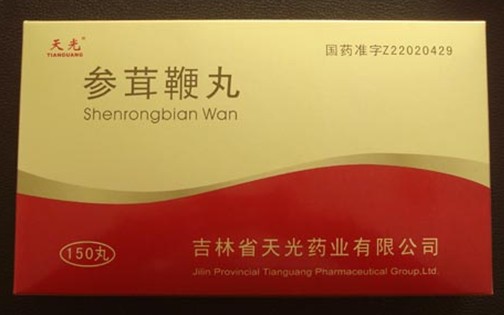 天光®
TIANGUANG
国药准字Z22020429
参茸鞭丸
Shenrongbian Wan
150丸
吉林省天光药业有限公司
Jilin Provincial Tianguang Pharmaceutical Group.Ltd.